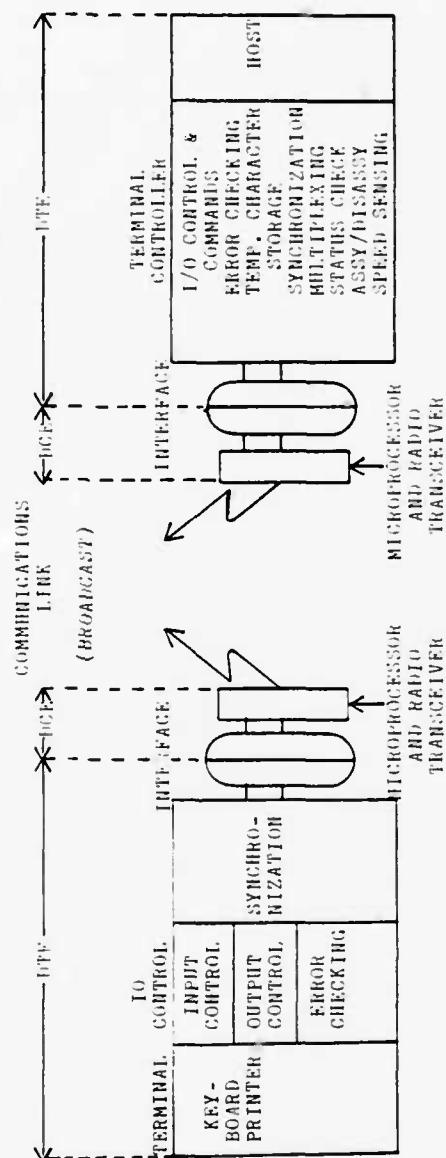 DTE
DCE
COMMUNICATIONS
LINK
(BROADCAST)
DCE
DTE
TERMINAL
IO
CONTROL
INTERFACE
INTERFACE
TERMINAL
CONTROLLER
KEY-
BOARD
PRINTER
INPUT
CONTROL
OUTPUT
CONTROL
ERROR
CHECKING
SYNCHRO-
NIZATION
I/O CONTROL &
COMMANDS
ERROR CHECKING
TEMP. CHARACTER
STORAGE
SYNCHRONIZATION
MULTIPLEXING
STATUS CHECK
ASSY/DISASSY
SPEED SENSING
HOST
MICROPROCESSOR
AND RADIO
TRANSCEIVER
MICROPROCESSOR
AND RADIO
TRANSCEIVER